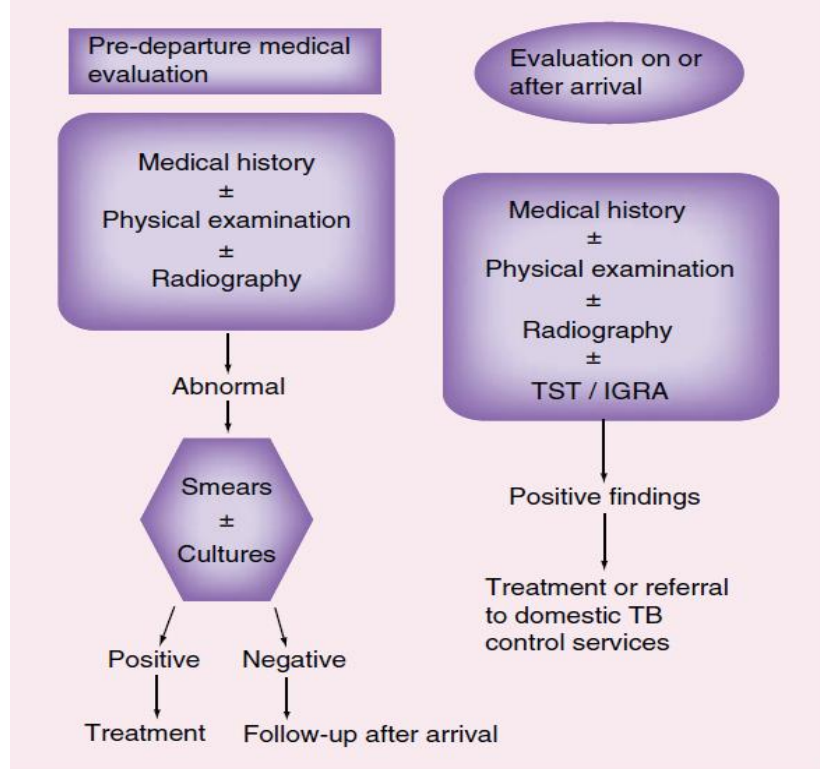 Pre-departure medical
evaluation
Medical history
±
Physical examination
±
Radiography
Abnormal
Smears
±
Cultures
Positive
Negative
Treatment
Follow-up after arrival
Evaluation on or
after arrival
Medical history
±
Physical examination
±
Radiography
±
TST / IGRA
Positive findings
Treatment or referral
to domestic TB
control services